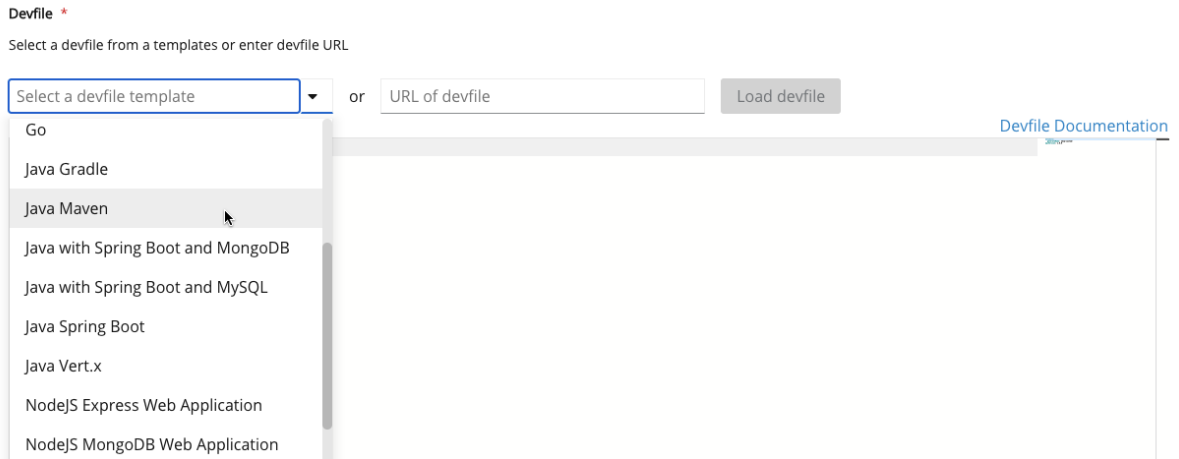 Devfile *
Select a devfile from a templates or enter devfile URL
Select a devfile template
or
URL of devfile
Load devfile
Devfile Documentation
Go
Java Gradle
Java Maven
Java with Spring Boot and MongoDB
Java with Spring Boot and MySQL
Java Spring Boot
Java Vert.x
NodeJS Express Web Application
NodeJS MongoDB Web Application